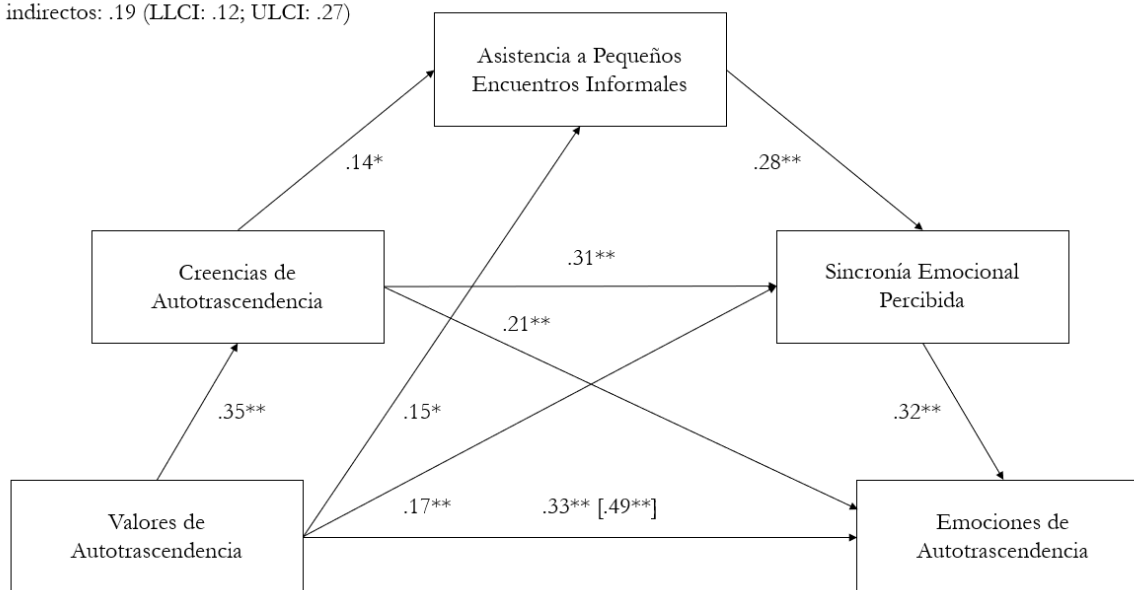 indirectos: .19 (LLCI: .12; ULCI: .27)
Asistencia a Pequeños
Encuentros Informales
.14*
.28**
Creencias de
Autotrascendencia
.31**
Sincronía Emocional
Percibida
.21**
.35**
.15*
.32**
Valores de
Autotrascendencia
.17**
.33** [.49**]
Emociones de
Autotrascendencia